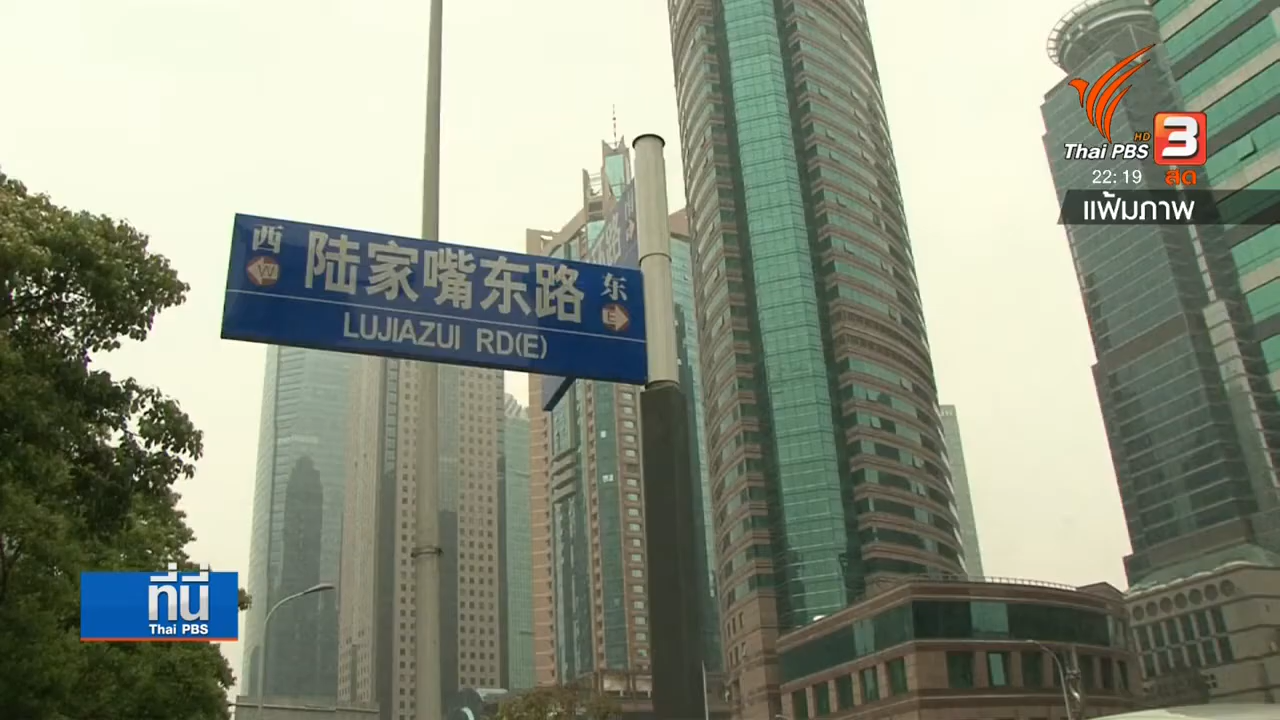 西 陆家嘴东路 东
W E
LUJIAZUI RD(E)
HD
Thai PBS 3
22:19 สด
แฟ้มภาพ
ที่นี่
Thai PBS